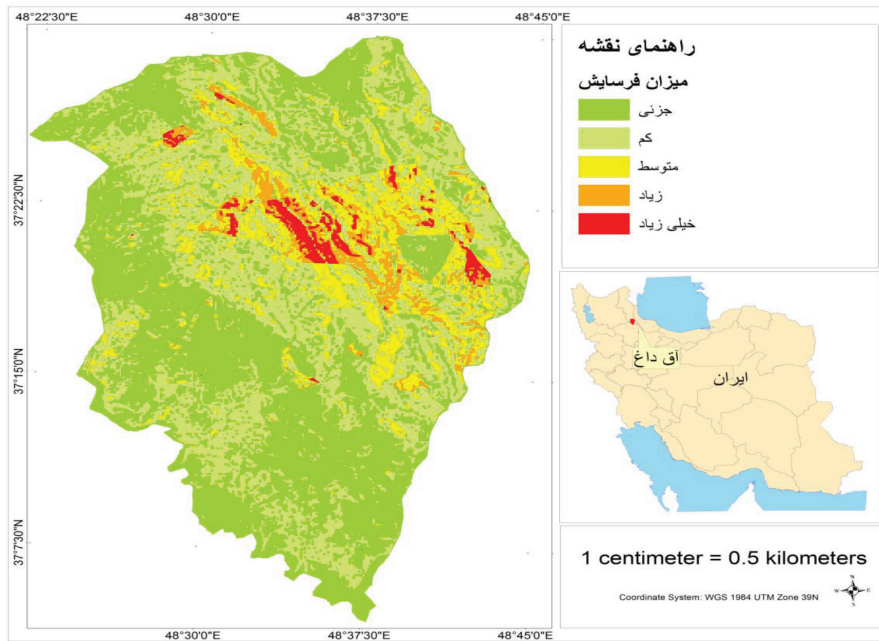 48°22'30"E 48°30'0"E 48°37'30"E 48°45'0"E
37°22'30"N
37°15'0"N
37°7'30"N
48°30'0"E 48°37'30"E 48°45'0"E
راهنمای نقشه
میزان فرسایش
جزئی
کم
متوسط
زیاد
خیلی زیاد
آق داغ
ایران
1 centimeter = 0.5 kilometers
Coordinate System: WGS 1984 UTM Zone 39N
N
W E
S